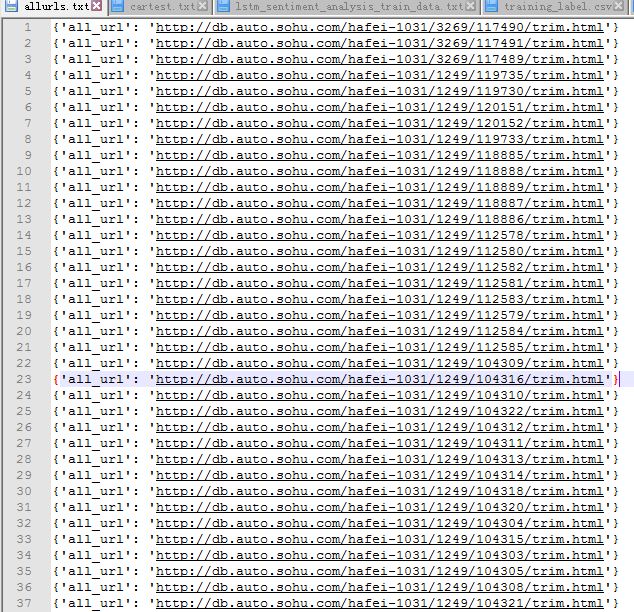 allurls.txt cartest.txt lstm_sentiment_analysis_train_data.txt training_label.csv
1 {'all_url': 'http://db.auto.sohu.com/hafei-1031/3269/117490/trim.html'}
2 {'all_url': 'http://db.auto.sohu.com/hafei-1031/3269/117491/trim.html'}
3 {'all_url': 'http://db.auto.sohu.com/hafei-1031/3269/117489/trim.html'}
4 {'all_url': 'http://db.auto.sohu.com/hafei-1031/1249/119735/trim.html'}
5 {'all_url': 'http://db.auto.sohu.com/hafei-1031/1249/119730/trim.html'}
6 {'all_url': 'http://db.auto.sohu.com/hafei-1031/1249/120151/trim.html'}
7 {'all_url': 'http://db.auto.sohu.com/hafei-1031/1249/120152/trim.html'}
8 {'all_url': 'http://db.auto.sohu.com/hafei-1031/1249/119733/trim.html'}
9 {'all_url': 'http://db.auto.sohu.com/hafei-1031/1249/118885/trim.html'}
10 {'all_url': 'http://db.auto.sohu.com/hafei-1031/1249/118888/trim.html'}
11 {'all_url': 'http://db.auto.sohu.com/hafei-1031/1249/118889/trim.html'}
12 {'all_url': 'http://db.auto.sohu.com/hafei-1031/1249/118887/trim.html'}
13 {'all_url': 'http://db.auto.sohu.com/hafei-1031/1249/118886/trim.html'}
14 {'all_url': 'http://db.auto.sohu.com/hafei-1031/1249/112578/trim.html'}
15 {'all_url': 'http://db.auto.sohu.com/hafei-1031/1249/112580/trim.html'}
16 {'all_url': 'http://db.auto.sohu.com/hafei-1031/1249/112582/trim.html'}
17 {'all_url': 'http://db.auto.sohu.com/hafei-1031/1249/112581/trim.html'}
18 {'all_url': 'http://db.auto.sohu.com/hafei-1031/1249/112583/trim.html'}
19 {'all_url': 'http://db.auto.sohu.com/hafei-1031/1249/112579/trim.html'}
20 {'all_url': 'http://db.auto.sohu.com/hafei-1031/1249/112584/trim.html'}
21 {'all_url': 'http://db.auto.sohu.com/hafei-1031/1249/112585/trim.html'}
22 {'all_url': 'http://db.auto.sohu.com/hafei-1031/1249/104309/trim.html'}
23 {'all_url': 'http://db.auto.sohu.com/hafei-1031/1249/104316/trim.html'}
24 {'all_url': 'http://db.auto.sohu.com/hafei-1031/1249/104310/trim.html'}
25 {'all_url': 'http://db.auto.sohu.com/hafei-1031/1249/104322/trim.html'}
26 {'all_url': 'http://db.auto.sohu.com/hafei-1031/1249/104312/trim.html'}
27 {'all_url': 'http://db.auto.sohu.com/hafei-1031/1249/104311/trim.html'}
28 {'all_url': 'http://db.auto.sohu.com/hafei-1031/1249/104313/trim.html'}
29 {'all_url': 'http://db.auto.sohu.com/hafei-1031/1249/104314/trim.html'}
30 {'all_url': 'http://db.auto.sohu.com/hafei-1031/1249/104318/trim.html'}
31 {'all_url': 'http://db.auto.sohu.com/hafei-1031/1249/104320/trim.html'}
32 {'all_url': 'http://db.auto.sohu.com/hafei-1031/1249/104304/trim.html'}
33 {'all_url': 'http://db.auto.sohu.com/hafei-1031/1249/104315/trim.html'}
34 {'all_url': 'http://db.auto.sohu.com/hafei-1031/1249/104303/trim.html'}
35 {'all_url': 'http://db.auto.sohu.com/hafei-1031/1249/104305/trim.html'}
36 {'all_url': 'http://db.auto.sohu.com/hafei-1031/1249/104308/trim.html'}
37 {'all_url': 'http://db.auto.sohu.com/hafei-1031/1249/104321/trim.html'}